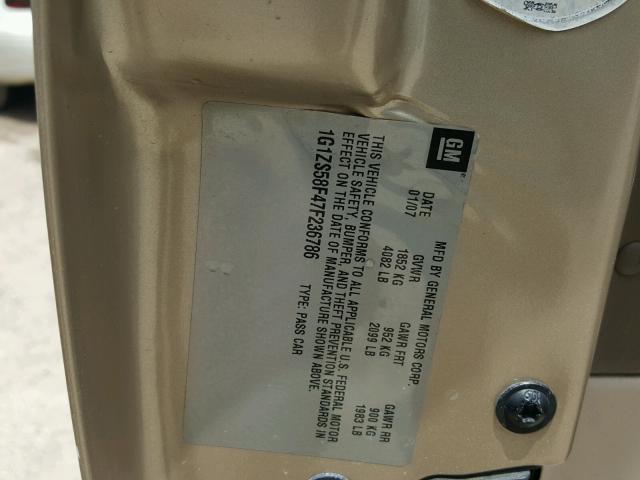 GM
MFD BY GENERAL MOTORS CORP.
DATE GVWR GAWR FRT GAWR RR
01/07 1852 KG 952 KG 900 KG
4082 LB 2099 LB 1983 LB
THIS VEHICLE CONFORMS TO ALL APPLICABLE U.S. FEDERAL MOTOR
VEHICLE SAFETY, BUMPER, AND THEFT PREVENTION STANDARDS IN
EFFECT ON THE DATE OF MANUFACTURE SHOWN ABOVE.
1G1ZS58F47F236786 TYPE: PASS CAR